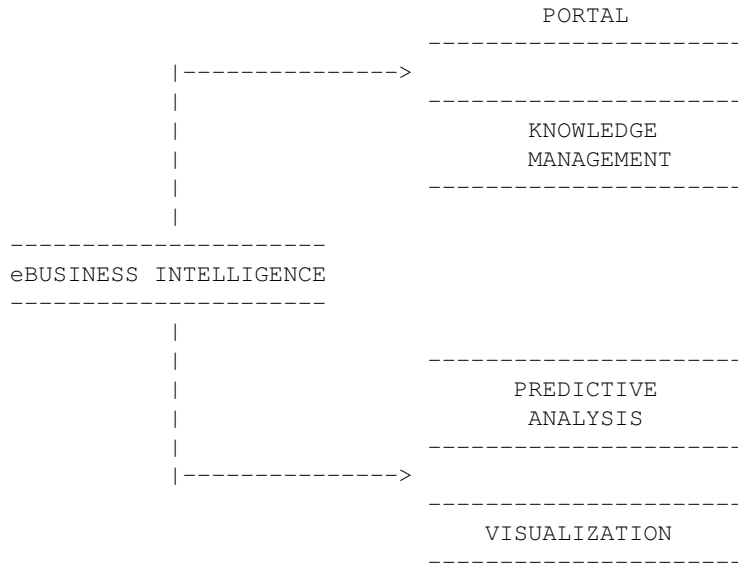 PORTAL
KNOWLEDGE
MANAGEMENT
eBUSINESS INTELLIGENCE
PREDICTIVE
ANALYSIS
VISUALIZATION